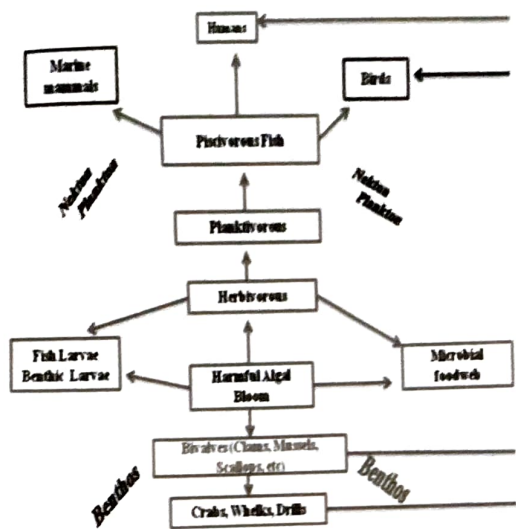 Humans
Marine
mammals
Birds
Piscivorous Fish
Nekton
Plankton
Nekton
Plankton
Planktivorous
Herbivorous
Fish Larvae
Benthic Larvae
Harmful Algal
Bloom
Microbial
foodweb
Bivalves (Clams, Mussels,
Scallops, etc)
Benthos
Benthos
Crabs, Whelks, Drills